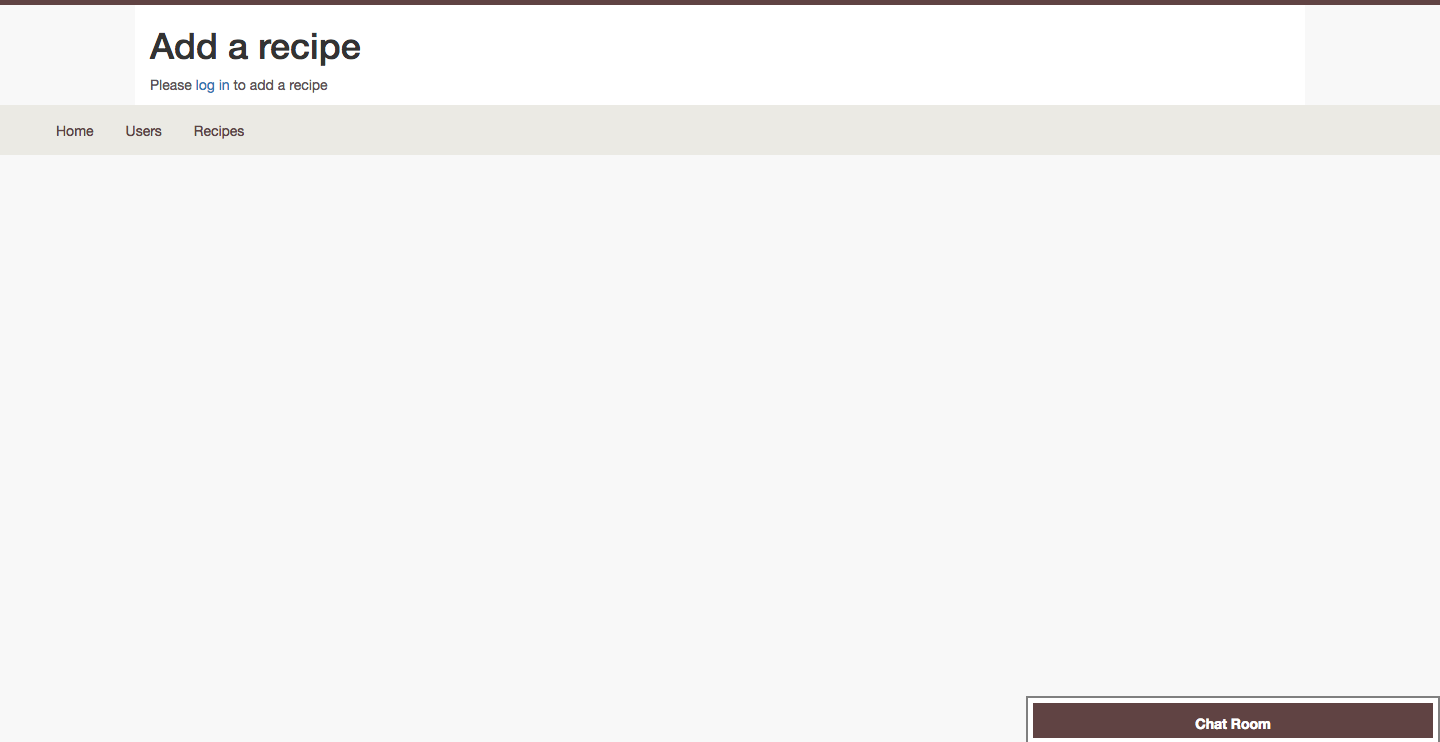 Add a recipe
Please log in to add a recipe
Home Users Recipes
Chat Room